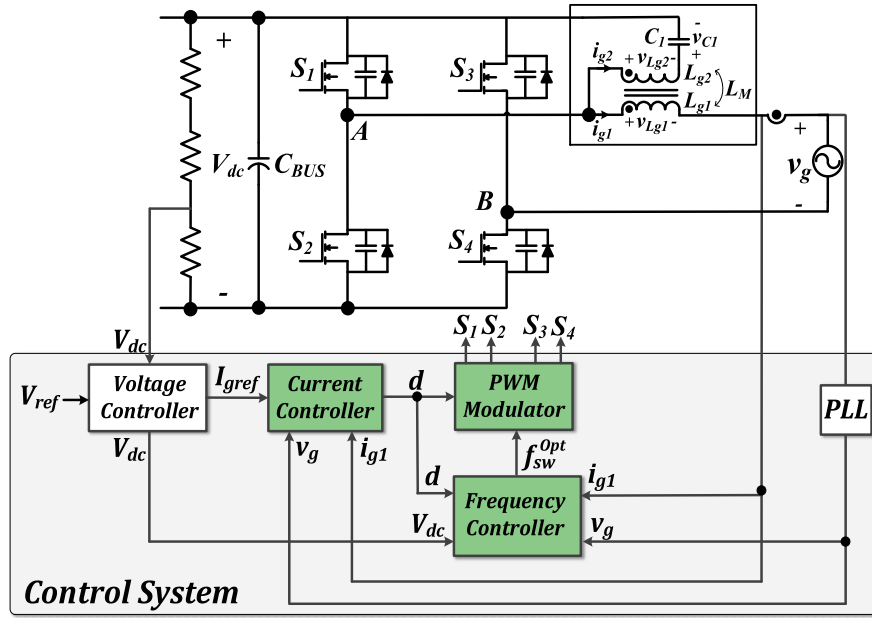 C1 - vC1 +
ig2 + vLg2 - Lg2
LM
Lg1
ig1 + vLg1 -
+
S1
S3
A
Vdc CBUS
+
vg
-
B
S2
S4
-
S1 S2 S3 S4
Vdc
Vref
Voltage
Controller
Igref
Current
Controller
d
PWM
Modulator
PLL
Vdc
vg
ig1
fsw^Opt
d
Vdc
Frequency
Controller
ig1
vg
Control System